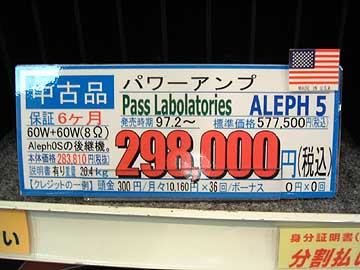 MADE IN U.S.A.
中古品
パワーアンプ
Pass Labolatories ALEPH 5
保証6ヶ月
発売時期 97.2～ 標準価格 577,500円(税込)
60W+60W(8Ω)
Aleph0Sの後継機。
本体価格 283,810円(税抜)
298,000円(税込)
説明書 有り 重量 20.4kg
【クレジットの一例】 頭金 300円/月々10,160円×36回/ボーナス 0円×0回
い
身分証明書(
分割払い